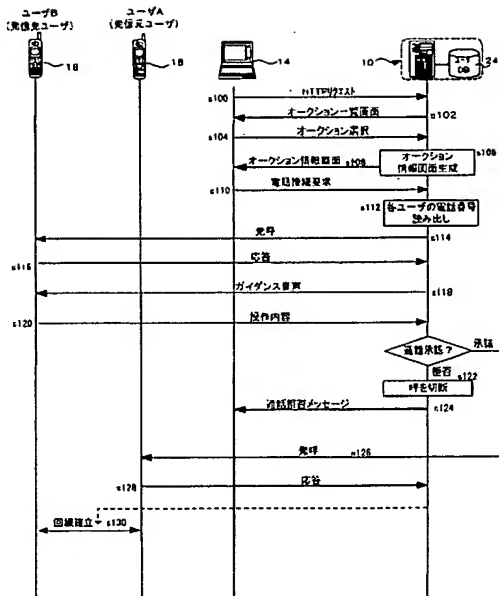 ユーザB
(発信先ユーザ)
ユーザA
(発信元ユーザ)
18
18
14
10
ユーザ
DB
24
s100
HTTPリクエスト
オークション一覧画面
s102
s104
オークション選択
s106
オークション
情報画面生成
オークション情報画面
s108
s110
電話接続要求
s112
各ユーザの電話番号
読み出し
発呼
s114
s116
応答
ガイダンス音声
s118
s120
操作内容
通話承諾?
承諾
拒否
s122
呼を切断
通話拒否メッセージ
s124
発呼
s126
s128
応答
回線確立
s130